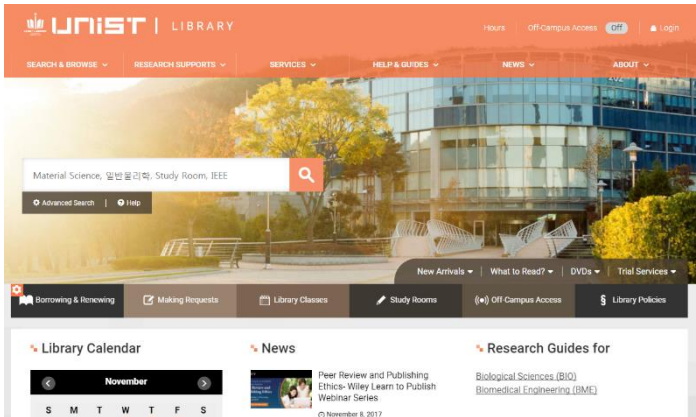 UNIST | LIBRARY
Hours Off-Campus Access Off Login
SEARCH & BROWSE RESEARCH SUPPORTS SERVICES HELP & GUIDES NEWS ABOUT
202
Material Science, 일반물리학, Study Room, IEEE
Advanced Search | Help
New Arrivals | What to Read? | DVDs | Trial Services
Borrowing & Renewing Making Requests Library Classes Study Rooms Off-Campus Access § Library Policies
Library Calendar News Research Guides for
November
S M T W T F S
Peer Review and Publishing
Ethics- Wiley Learn to Publish
Webinar Series
November 8, 2017
Biological Sciences (BIO)
Biomedical Engineering (BME)